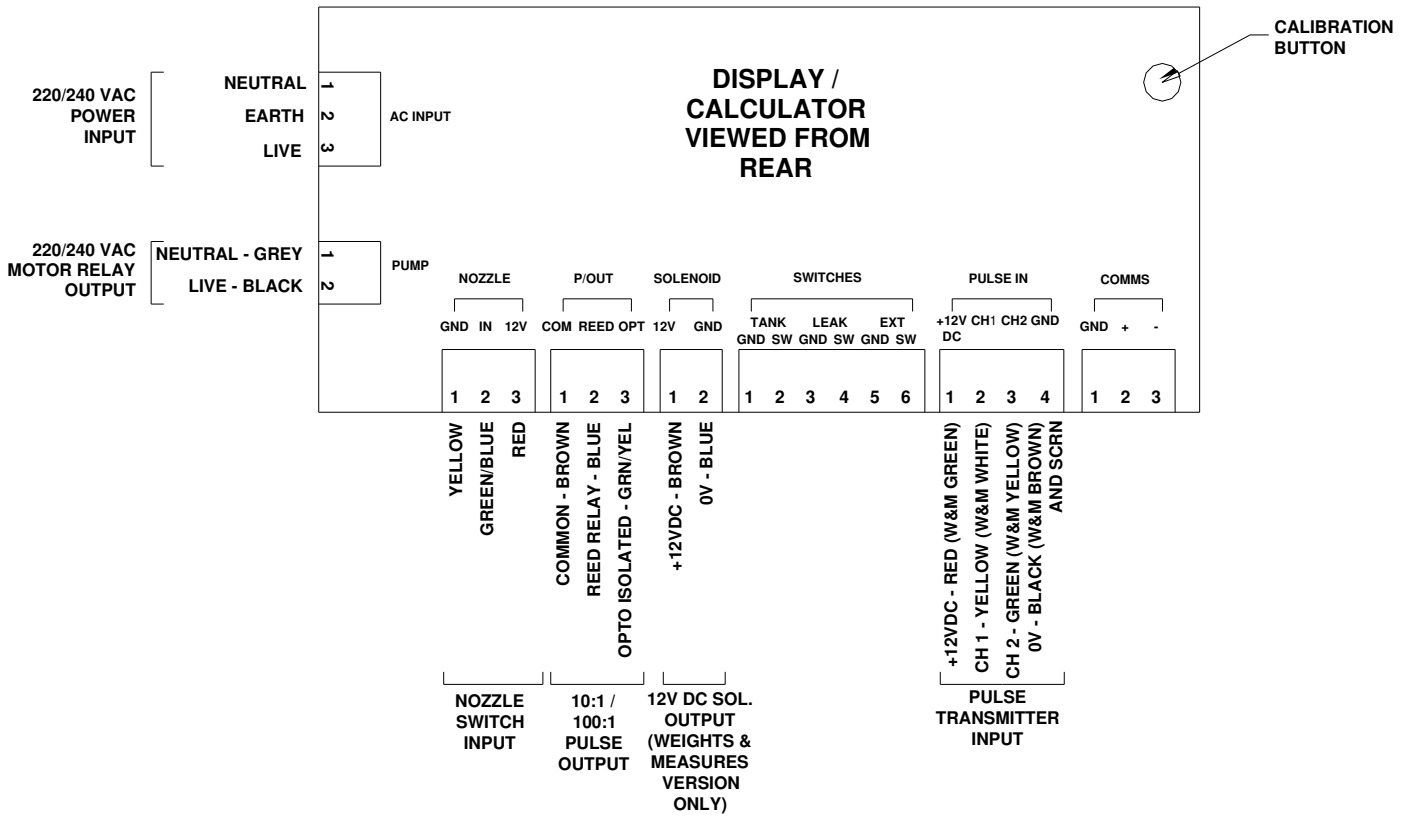 CALIBRATION
BUTTON
DISPLAY /
CALCULATOR
VIEWED FROM
REAR
220/240 VAC
POWER
INPUT
NEUTRAL
EARTH
LIVE
1
2
3
AC INPUT
220/240 VAC
MOTOR RELAY
OUTPUT
NEUTRAL - GREY
LIVE - BLACK
1
2
PUMP
NOZZLE
GND IN 12V
1 2 3
YELLOW
GREEN/BLUE
RED
NOZZLE
SWITCH
INPUT
P/OUT
COM REED OPT
1 2 3
COMMON - BROWN
REED RELAY - BLUE
OPTO ISOLATED - GRN/YEL
10:1 /
100:1
PULSE
OUTPUT
SOLENOID
12V GND
1 2
+12VDC - BROWN
0V - BLUE
12V DC SOL.
OUTPUT
(WEIGHTS &
MEASURES
VERSION
ONLY)
SWITCHES
TANK LEAK EXT
GND SW GND SW GND SW
1 2 3 4 5 6
PULSE IN
+12V CH1 CH2 GND
DC
1 2 3 4
+12VDC - RED (W&M GREEN)
CH 1 - YELLOW (W&M WHITE)
CH 2 - GREEN (W&M YELLOW)
0V - BLACK (W&M BROWN)
AND SCRN
PULSE
TRANSMITTER
INPUT
COMMS
GND + -
1 2 3